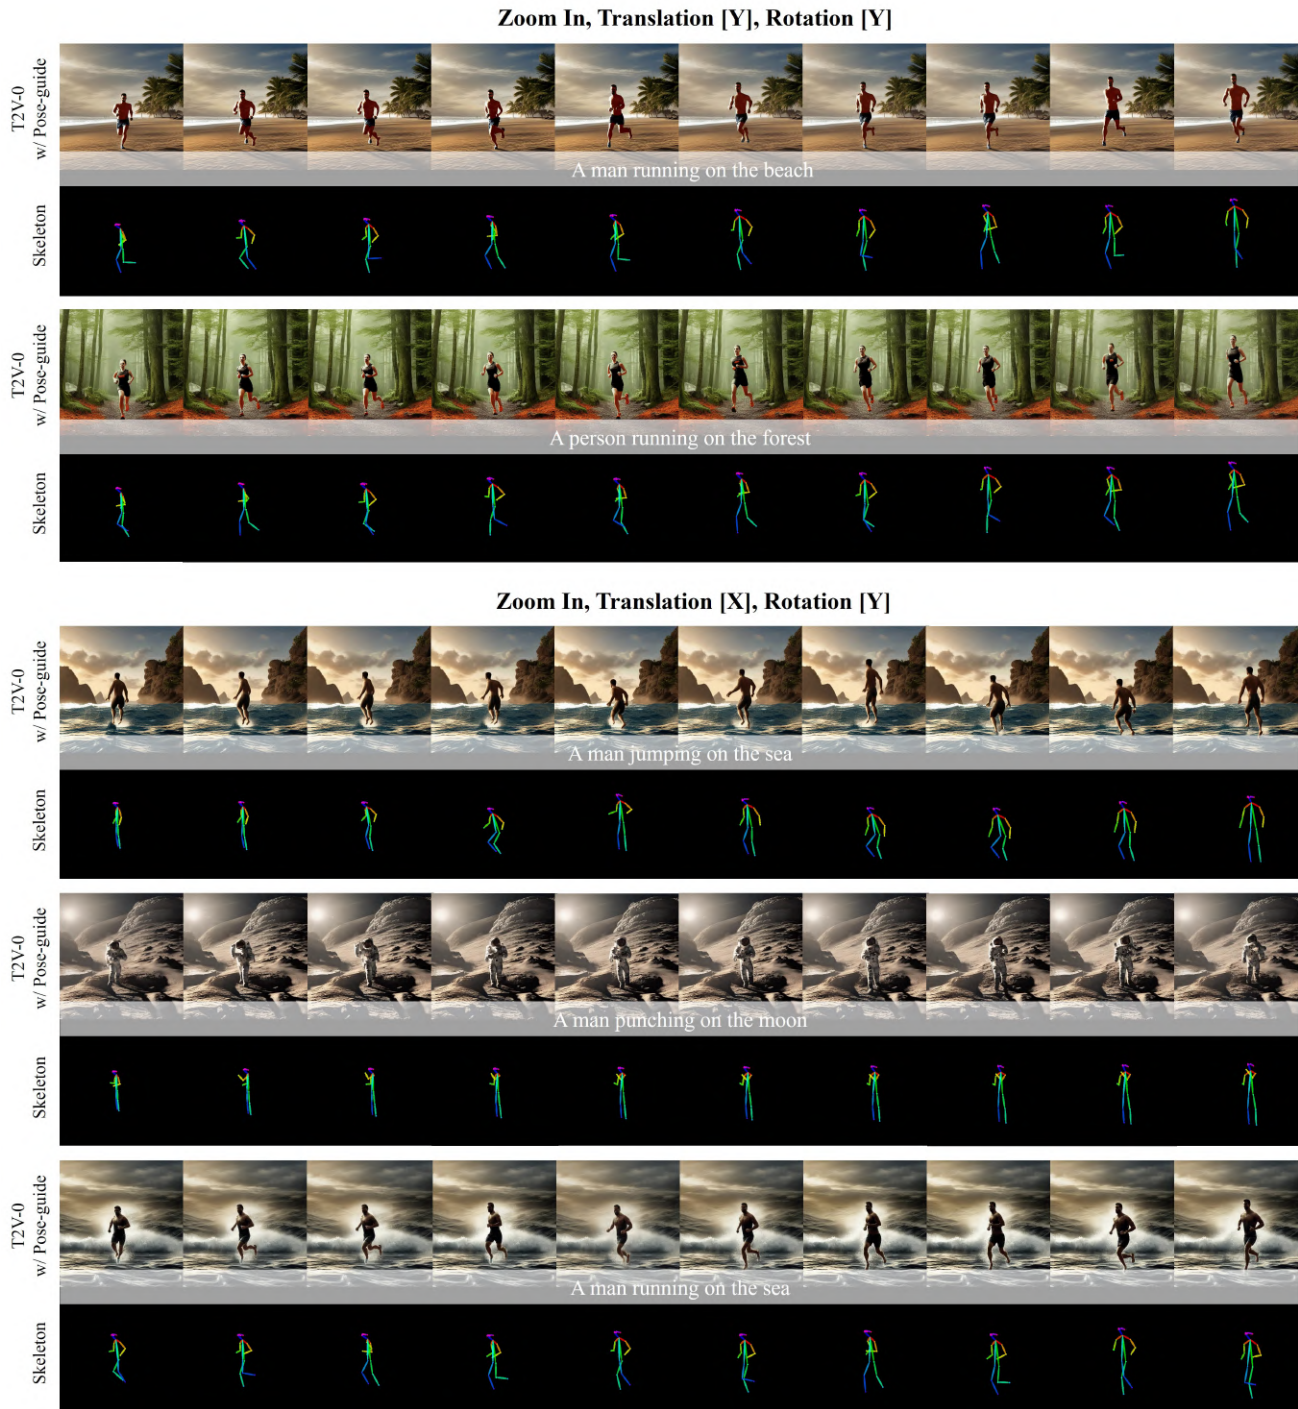 Zoom In, Translation [Y], Rotation [Y]
T2V-0
w/ Pose-guide
A man running on the beach
Skeleton
T2V-0
w/ Pose-guide
A person running on the forest
Skeleton
Zoom In, Translation [X], Rotation [Y]
T2V-0
w/ Pose-guide
A man jumping on the sea
Skeleton
T2V-0
w/ Pose-guide
A man punching on the moon
Skeleton
T2V-0
w/ Pose-guide
A man running on the sea
Skeleton